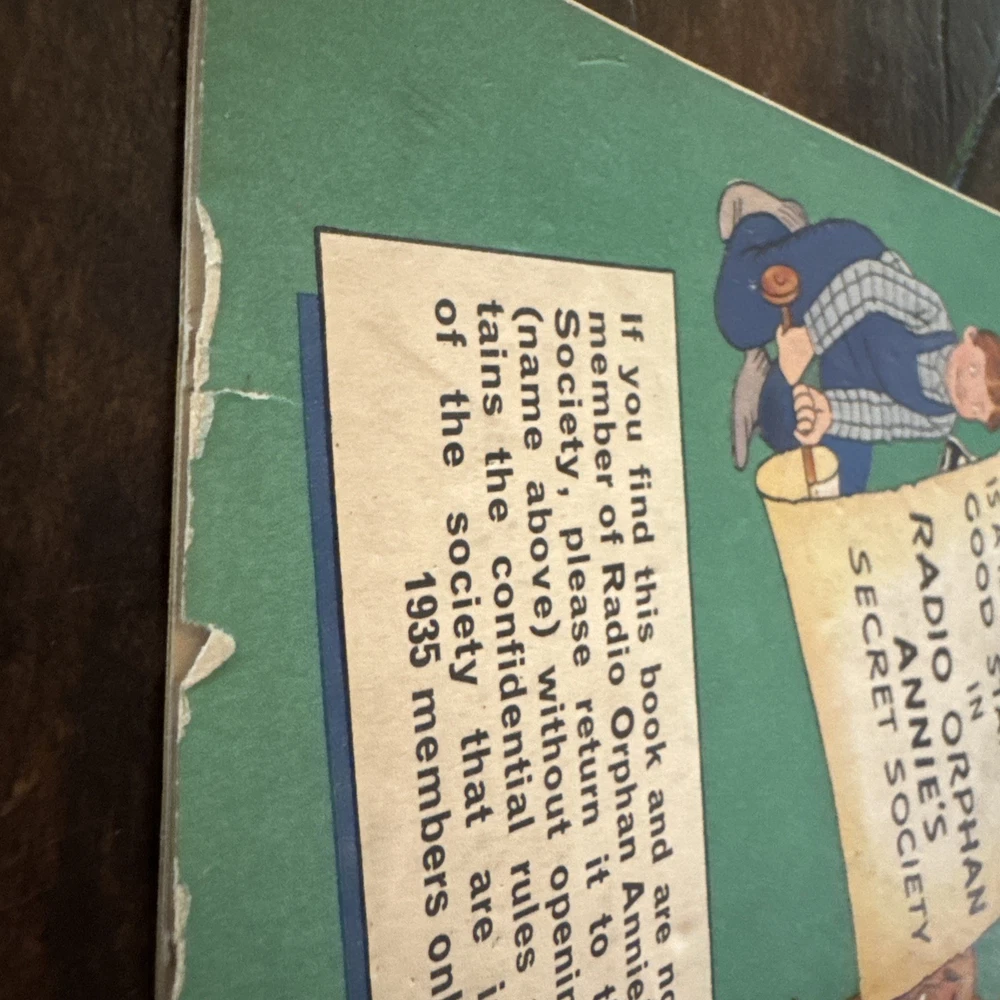 GOOD
IN
RADIO ORPHAN
ANNIE'S
SECRET SOCIETY
If you find this book and are
member of Radio Orphan
Society, please return it to
(name above) without
tains the confidential rules
of the society that are
1935 members